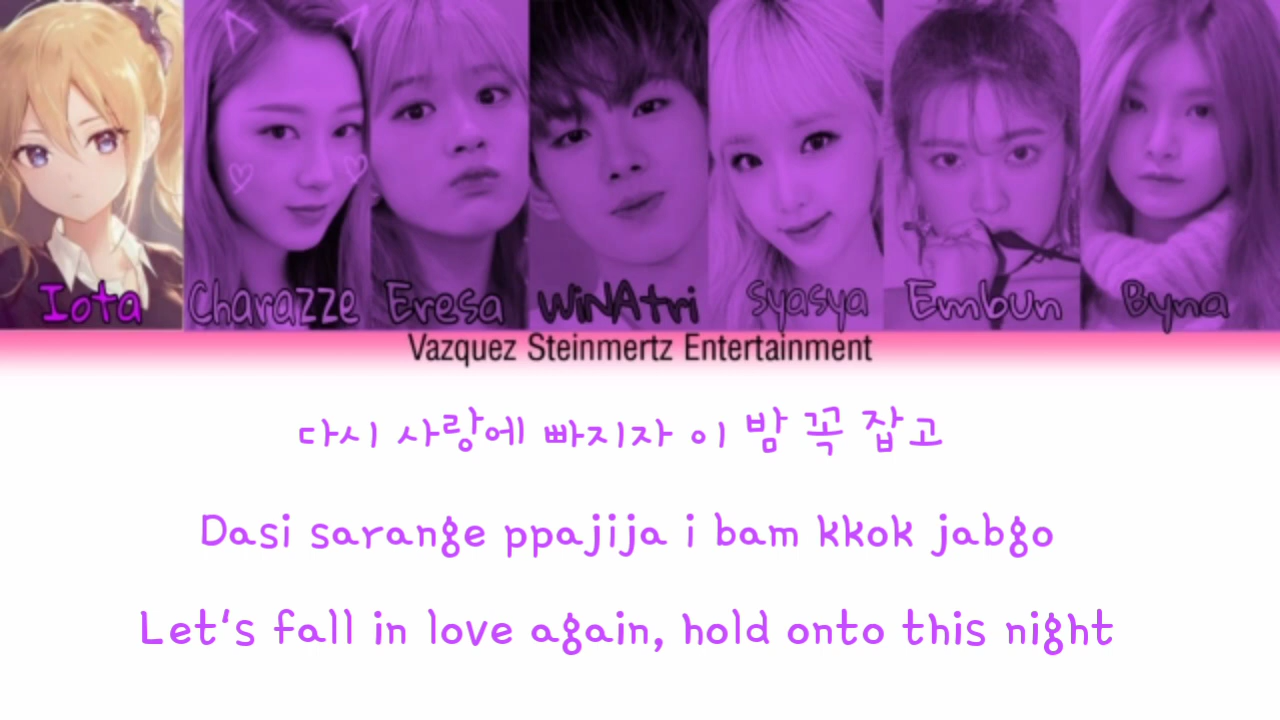 Iota Charazze Eresa WiNAtri Syasya Embun Byna
Vazquez Steinmertz Entertainment
다시 사랑에 빠지자 이 밤 꼭 잡고
Dasi sarange ppajija i bam kkok jabgo
Let's fall in love again, hold onto this night